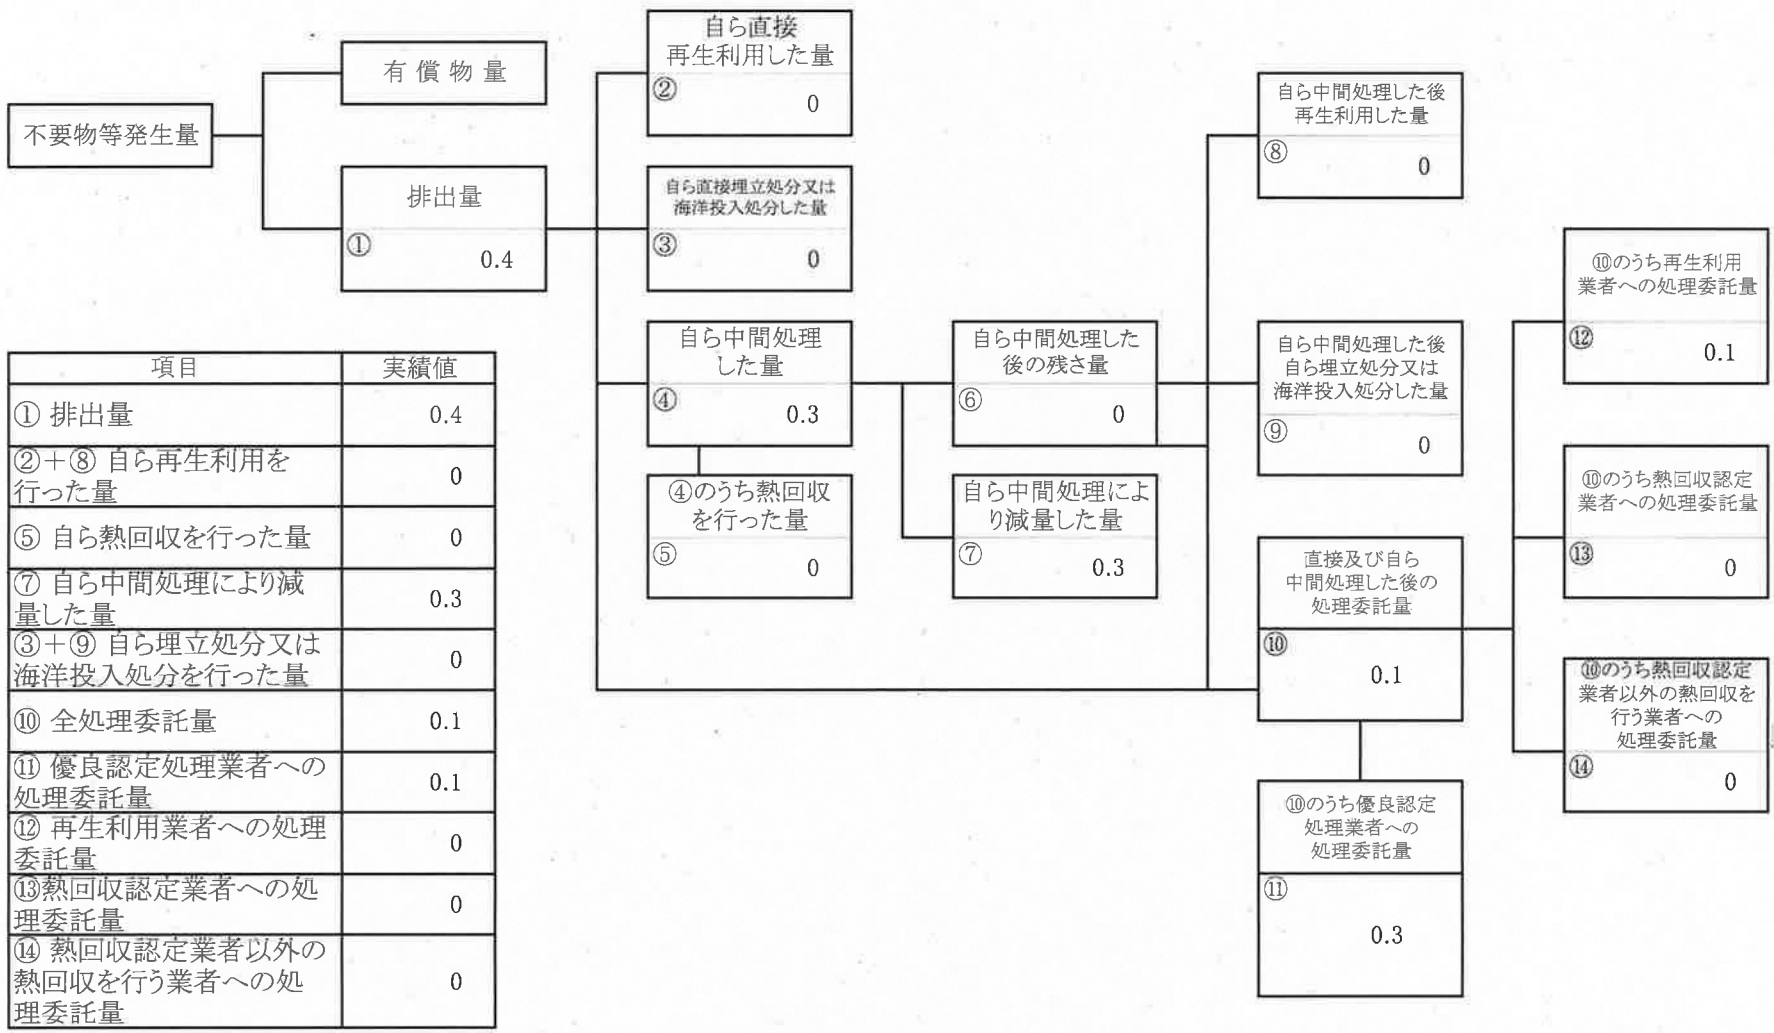 不要物等発生量
有償物量
排出量
①
0.4
自ら直接
再生利用した量
②
0
自ら直接埋立処分又は
海洋投入処分した量
③
0
自ら中間処理
した量
④
0.3
④のうち熱回収
を行った量
⑤
0
自ら中間処理した
後の残さ量
⑥
0
自ら中間処理によ
り減量した量
⑦
0.3
自ら中間処理した後
再生利用した量
⑧
0
自ら中間処理した後
自ら埋立処分又は
海洋投入処分した量
⑨
0
直接及び自ら
中間処理した後の
処理委託量
⑩
0.1
⑩のうち優良認定
処理業者への
処理委託量
⑪
0.3
⑩のうち再生利用
業者への処理委託量
⑫
0.1
⑩のうち熱回収認定
業者への処理委託量
⑬
0
⑩のうち熱回収認定
業者以外の熱回収を
行う業者への
処理委託量
⑭
0
項目 実績値
① 排出量 0.4
②+⑧ 自ら再生利用を
行った量 0
⑤ 自ら熱回収を行った量 0
⑦ 自ら中間処理により減
量した量 0.3
③+⑨ 自ら埋立処分又は
海洋投入処分を行った量 0
⑩ 全処理委託量 0.1
⑪ 優良認定処理業者への
処理委託量 0.1
⑫ 再生利用業者への処理
委託量 0
⑬熱回収認定業者への処
理委託量 0
⑭ 熱回収認定業者以外の
熱回収を行う業者への処
理委託量 0